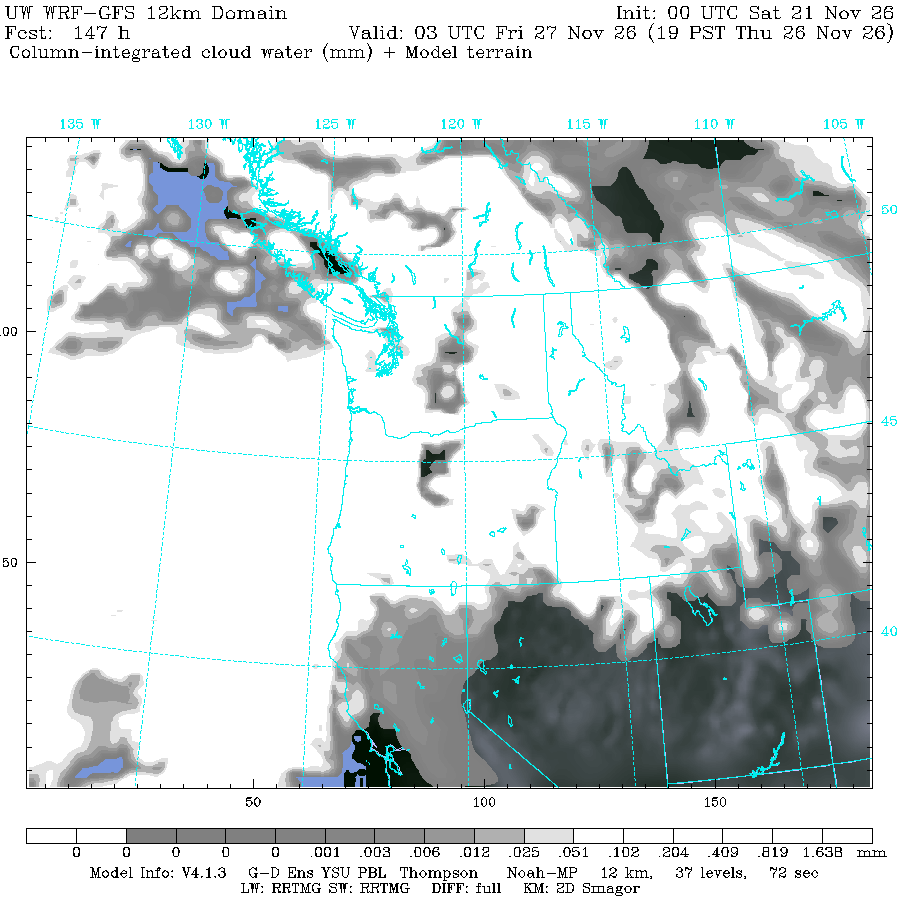 UW WRF-GFS 12km Domain Init: 00 UTC Sat 21 Nov 26
Fcst: 147 h Valid: 03 UTC Fri 27 Nov 26 (19 PST Thu 26 Nov 26)
Column-integrated cloud water (mm) + Model terrain
135 W 130 W 125 W 120 W 115 W 110 W 105 W
50
00
45
50
40
50 100 150
0 0 0 0 .001 .003 .006 .012 .025 .051 .102 .204 .409 .819 1.638 mm
Model Info: V4.1.3 G-D Ens YSU PBL Thompson Noah-MP 12 km, 37 levels, 72 sec
LW: RRTMG SW: RRTMG DIFF: full KM: 2D Smagor